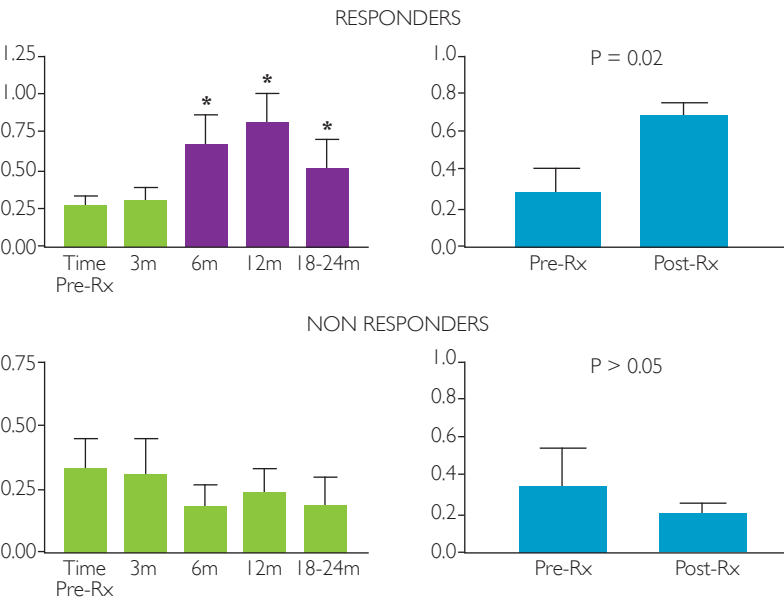 RESPONDERS
1.25
1.00
0.75
0.50
0.25
0.00
*
*
*
Time
Pre-Rx
3m
6m
12m
18-24m
1.0
0.8
0.6
0.4
0.2
0.0
P = 0.02
Pre-Rx
Post-Rx
NON RESPONDERS
0.75
0.50
0.25
0.00
Time
Pre-Rx
3m
6m
12m
18-24m
1.0
0.8
0.6
0.4
0.2
0.0
P > 0.05
Pre-Rx
Post-Rx